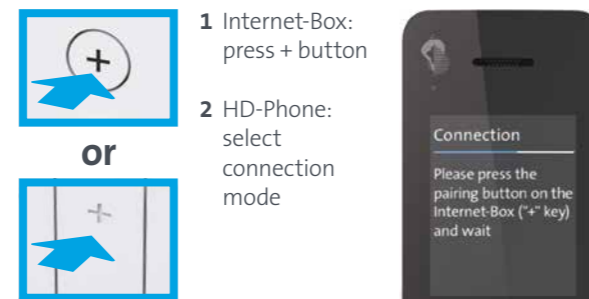 +
or
+
1 Internet-Box:
press + button
2 HD-Phone:
select
connection
mode
Connection
Please press the
pairing button on the
Internet-Box ("+" key)
and wait